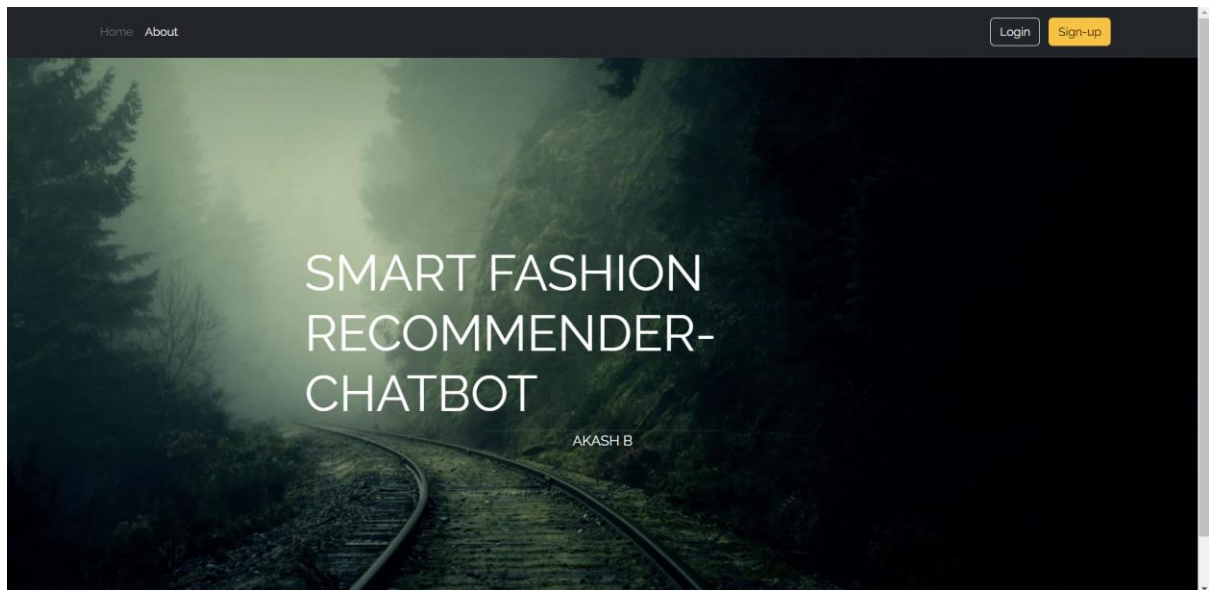 Home About Login Sign-up
SMART FASHION
RECOMMENDER-
CHATBOT
AKASH B